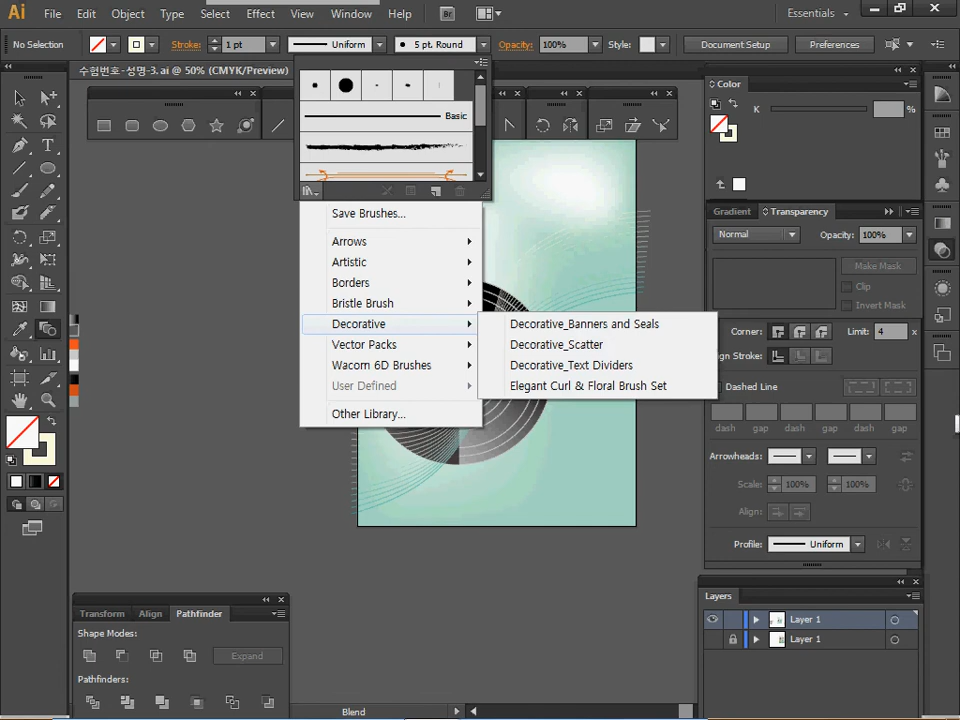 Ai File Edit Object Type Select Effect View Window Help Br Essentials
No Selection Stroke: 1 pt Uniform 5 pt. Round Opacity: 100% Style: Document Setup Preferences
수험번호-성명-3.ai @ 50% (CMYK/Preview)
Color
K %
Basic
Save Brushes...
Arrows
Artistic
Borders
Bristle Brush
Decorative
Vector Packs
Wacom 6D Brushes
User Defined
Other Library...
Decorative_Banners and Seals
Decorative_Scatter
Decorative_Text Dividers
Elegant Curl & Floral Brush Set
Gradient Transparency
Normal Opacity: 100%
Make Mask
Clip
Invert Mask
Corner: Limit: 4 x
Align Stroke:
Dashed Line
dash gap dash gap dash gap
Arrowheads:
Scale: 100% 100%
Align:
Profile: Uniform
Layers
Layer 1
Layer 1
Transform Align Pathfinder
Shape Modes:
Expand
Pathfinders:
Blend